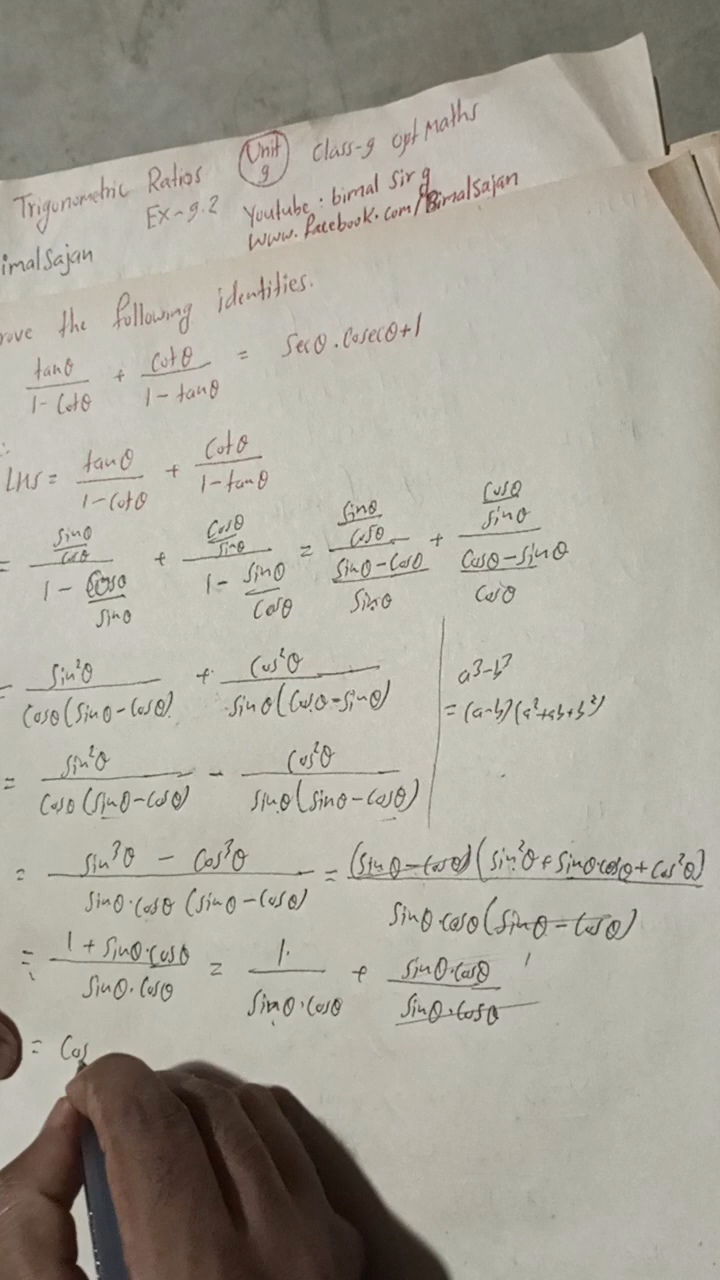 Trigonometric Ratios Unit 9 Class-9 opt Maths
Ex-9.2 Youtube : bimal Sir g
imalSajan www.facebook.com/BimalSajan
rove the following identities.
tanθ/(1-Cotθ) + Cotθ/(1-tanθ) = Secθ.Cosecθ+1
LHS = tanθ/(1-Cotθ) + Cotθ/(1-tanθ)
= (Sinθ/Cosθ)/(1 - Cosθ/Sinθ) + (Cosθ/Sinθ)/(1 - Sinθ/Cosθ) = (Sinθ/Cosθ)/((Sinθ-Cosθ)/Sinθ) + (Cosθ/Sinθ)/((Cosθ-Sinθ)/Cosθ)
= Sin²θ/(Cosθ(Sinθ-Cosθ)) + Cos²θ/(Sinθ(Cosθ-Sinθ))
a³-b³
= (a-b)(a²+ab+b²)
= Sin²θ/(Cosθ(Sinθ-Cosθ)) - Cos²θ/(Sinθ(Sinθ-Cosθ))
= (Sin³θ - Cos³θ)/(Sinθ.Cosθ(Sinθ-Cosθ)) = (Sinθ-Cosθ)(Sin²θ+Sinθcosθ+Cos²θ)/(Sinθ.Cosθ(Sinθ-Cosθ))
= (1+Sinθ.Cosθ)/(Sinθ.Cosθ) = 1/(Sinθ.Cosθ) + (Sinθ.Cosθ)/(Sinθ.Cosθ) 1
= Cos